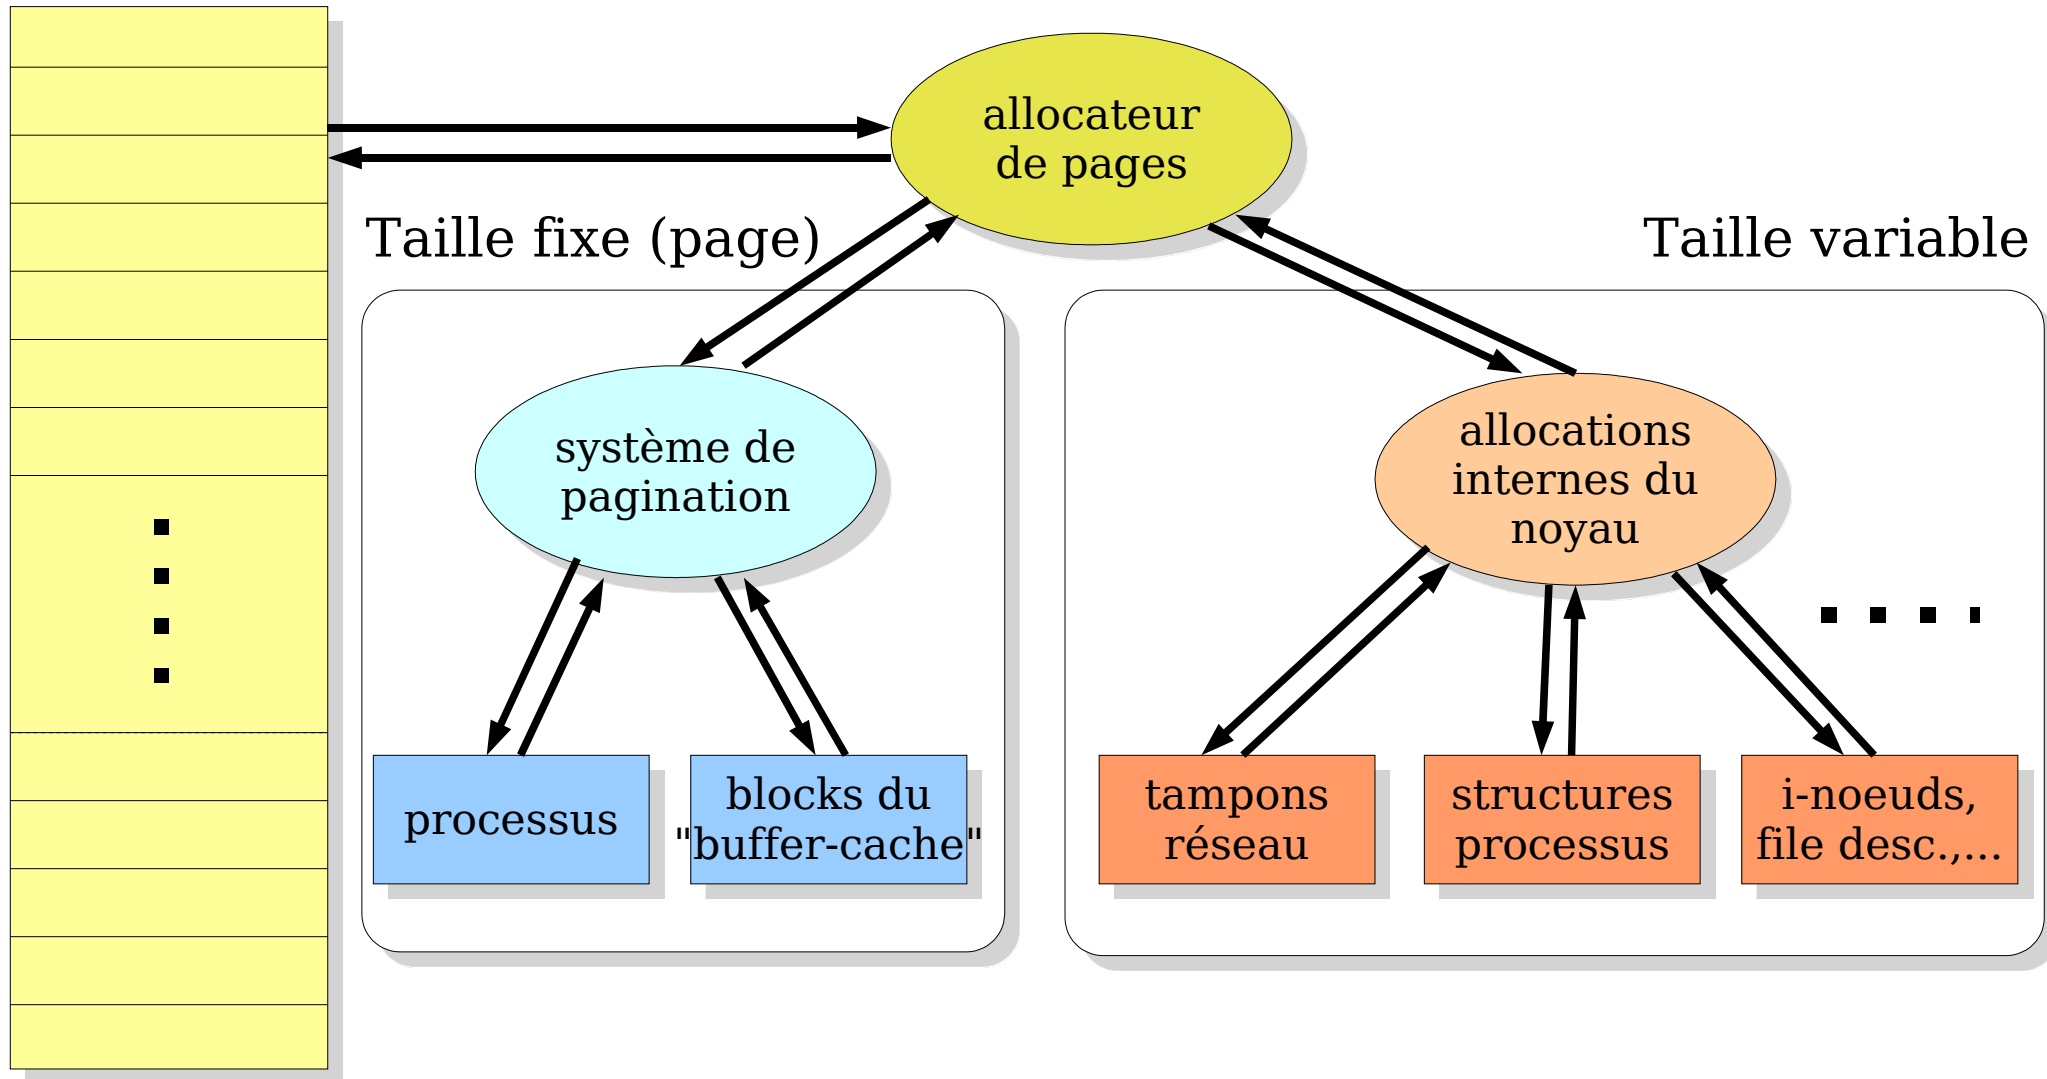 allocateur
de pages
Taille fixe (page)
Taille variable
système de
pagination
allocations
internes du
noyau
processus
blocks du
"buffer-cache"
tampons
réseau
structures
processus
i-noeuds,
file desc.,...